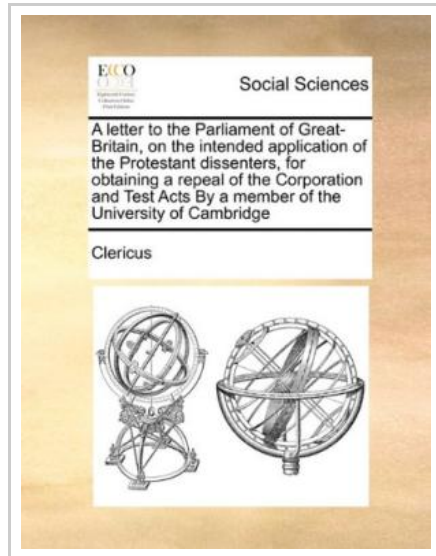 ECCO
Social Sciences
A letter to the Parliament of Great-
Britain, on the intended application of
the Protestant dissenters, for
obtaining a repeal of the Corporation
and Test Acts By a member of the
University of Cambridge
Clericus